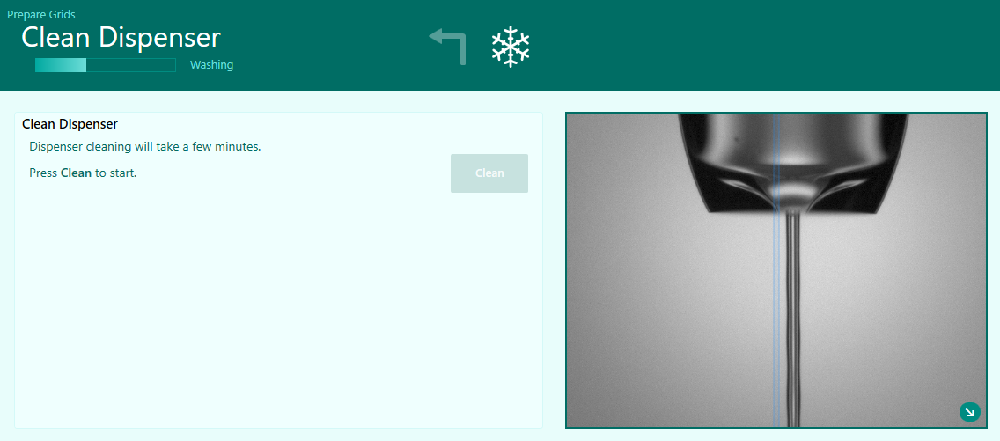 Prepare Grids
Clean Dispenser
Washing
Clean Dispenser
Dispenser cleaning will take a few minutes.
Press Clean to start.
Clean